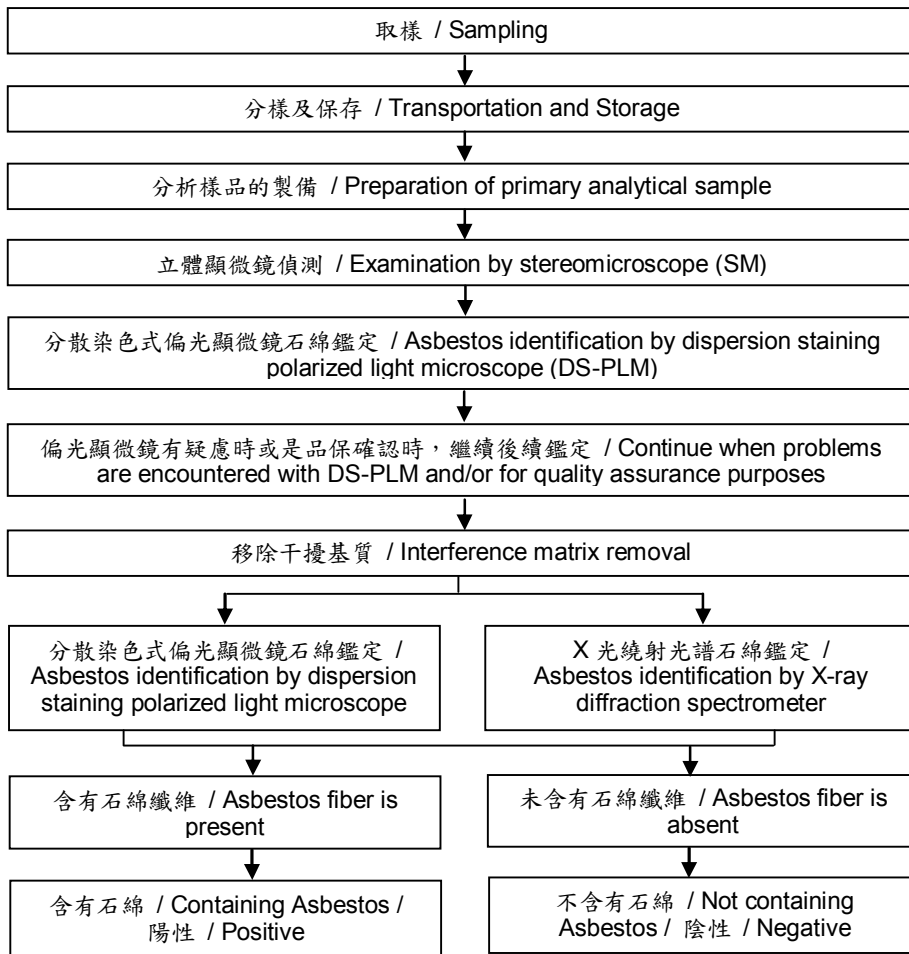 取樣 / Sampling
分樣及保存 / Transportation and Storage
分析樣品的製備 / Preparation of primary analytical sample
立體顯微鏡偵測 / Examination by stereomicroscope (SM)
分散染色式偏光顯微鏡石綿鑑定 / Asbestos identification by dispersion staining
polarized light microscope (DS-PLM)
偏光顯微鏡有疑慮時或是品保確認時，繼續後續鑑定 / Continue when problems
are encountered with DS-PLM and/or for quality assurance purposes
移除干擾基質 / Interference matrix removal
分散染色式偏光顯微鏡石綿鑑定 /
Asbestos identification by dispersion
staining polarized light microscope
X 光繞射光譜石綿鑑定 /
Asbestos identification by X-ray
diffraction spectrometer
含有石綿纖維 / Asbestos fiber is
present
未含有石綿纖維 / Asbestos fiber is
absent
含有石綿 / Containing Asbestos /
陽性 / Positive
不含有石綿 / Not containing
Asbestos / 陰性 / Negative